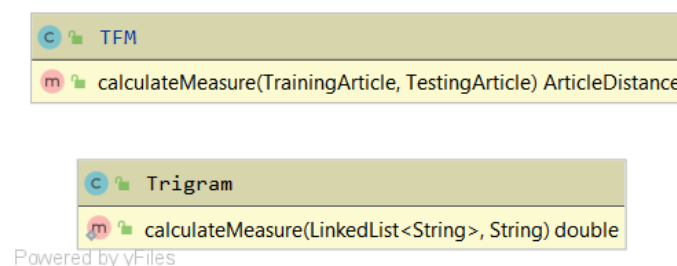 C TFM
m calculateMeasure(TrainingArticle, TestingArticle) ArticleDistance
C Trigram
m calculateMeasure(LinkedList<String>, String) double
Powered by yFiles